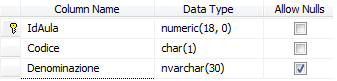 Column Name Data Type Allow Nulls
IdAula numeric(18, 0)
Codice char(1)
Denominazione nvarchar(30)